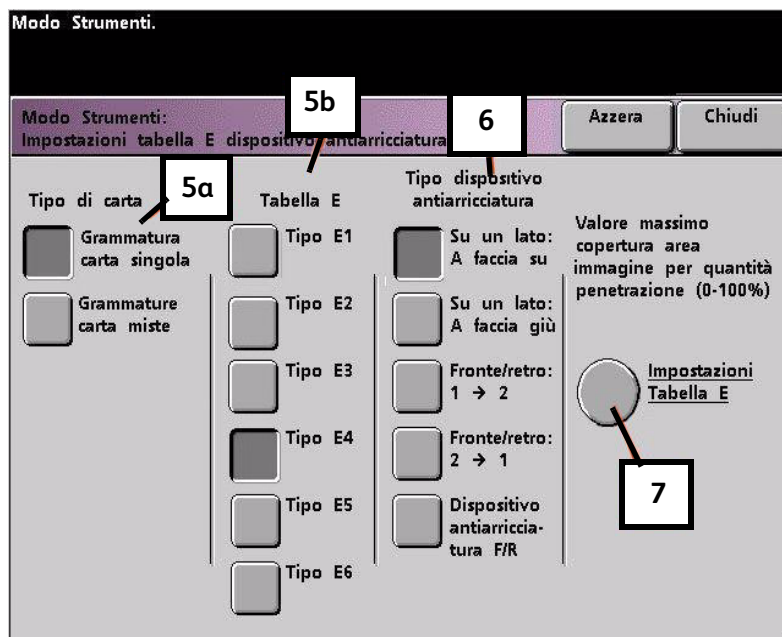 Modo Strumenti.
Modo Strumenti:
Impostazioni tabella E dispositivo antiarricciatura
Azzera
Chiudi
5b
6
5a
Tipo di carta
Grammatura
carta singola
Grammature
carta miste
Tabella E
Tipo E1
Tipo E2
Tipo E3
Tipo E4
Tipo E5
Tipo E6
Tipo dispositivo
antiarricciatura
Su un lato:
A faccia su
Su un lato:
A faccia giù
Fronte/retro:
1 → 2
Fronte/retro:
2 → 1
Dispositivo
antiarriccia-
tura F/R
Valore massimo
copertura area
immagine per quantità
penetrazione (0-100%)
Impostazioni
Tabella E
7